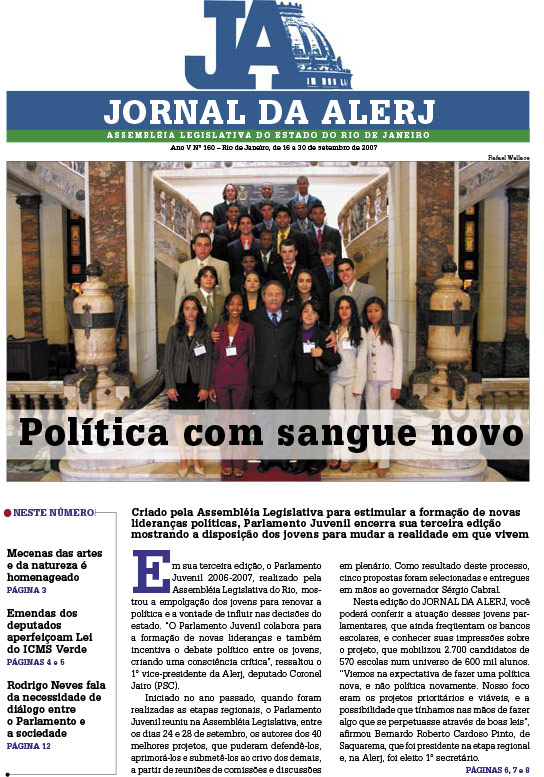 JA
JORNAL DA ALERJ
ASSEMBLÉIA LEGISLATIVA DO ESTADO DO RIO DE JANEIRO
Ano V Nº 160 – Rio de Janeiro, de 16 a 30 de setembro de 2007
Rafael Wallace
Política com sangue novo
NESTE NÚMERO
Mecenas das artes
e da natureza é
homenageado
PÁGINA 3
Emendas dos
deputados
aperfeiçoam Lei
do ICMS Verde
PÁGINAS 4 e 5
Rodrigo Neves fala
da necessidade de
diálogo entre
o Parlamento e
a sociedade
PÁGINA 12
Criado pela Assembléia Legislativa para estimular a formação de novas
lideranças políticas, Parlamento Juvenil encerra sua terceira edição
mostrando a disposição dos jovens para mudar a realidade em que vivem
Em sua terceira edição, o Parlamento
Juvenil 2006-2007, realizado pela
Assembléia Legislativa do Rio, mos-
trou a empolgação dos jovens para renovar a
política e a vontade de influir nas decisões do
estado. “O Parlamento Juvenil colabora para
a formação de novas lideranças e também
incentiva o debate político entre os jovens,
criando uma consciência crítica”, ressaltou o
1º vice-presidente da Alerj, deputado Coronel
Jairo (PSC).
Iniciado no ano passado, quando foram
realizadas as etapas regionais, o Parlamento
Juvenil reuniu na Assembléia Legislativa, entre
os dias 24 e 28 de setembro, os autores dos 40
melhores projetos, que puderam defendê-los,
aprimorá-los e submetê-los ao crivo dos demais,
a partir de reuniões de comissões e discussões
em plenário. Como resultado deste processo,
cinco propostas foram selecionadas e entregues
em mãos ao governador Sérgio Cabral.
Nesta edição do JORNAL DA ALERJ, você
poderá conferir a atuação desses jovens par-
lamentares, que ainda freqüentam os bancos
escolares, e conhecer suas impressões sobre
o projeto, que mobilizou 2.700 candidatos de
570 escolas num universo de 600 mil alunos.
“Viemos na expectativa de fazer uma política
nova, e não política novamente. Nosso foco
eram os projetos prioritários e viáveis, e a
possibilidade que tínhamos nas mãos de fazer
algo que se perpetuasse através de boas leis”,
afirmou Bernardo Roberto Cardoso Pinto, de
Saquarema, que foi presidente na etapa regional
e, na Alerj, foi eleito 1º secretário.
PÁGINAS 6, 7 e 8